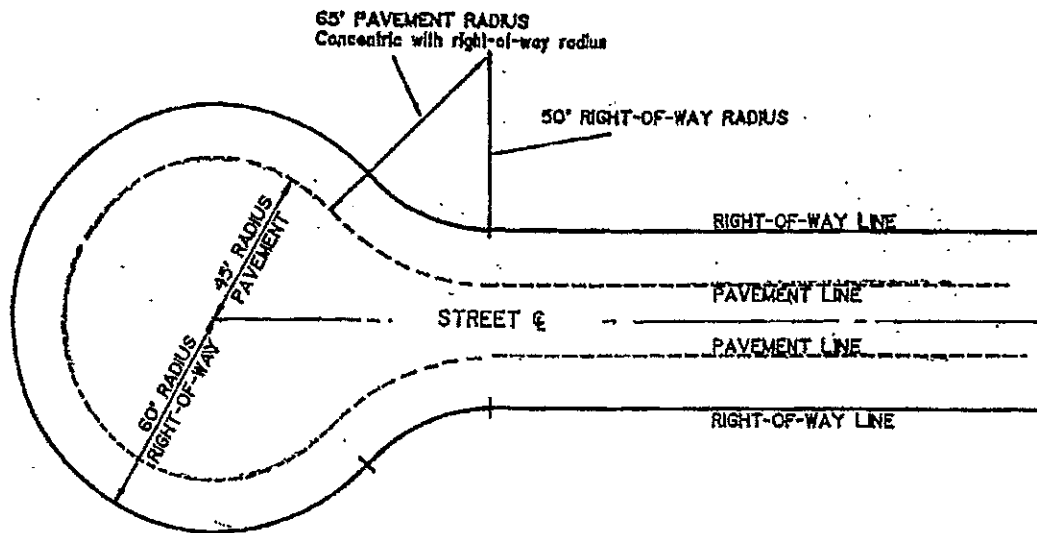 65' PAVEMENT RADIUS
Concentric with right-of-way radius
50' RIGHT-OF-WAY RADIUS
45' RADIUS
PAVEMENT
RIGHT-OF-WAY LINE
PAVEMENT LINE
STREET ℄
PAVEMENT LINE
60' RADIUS
RIGHT-OF-WAY
RIGHT-OF-WAY LINE